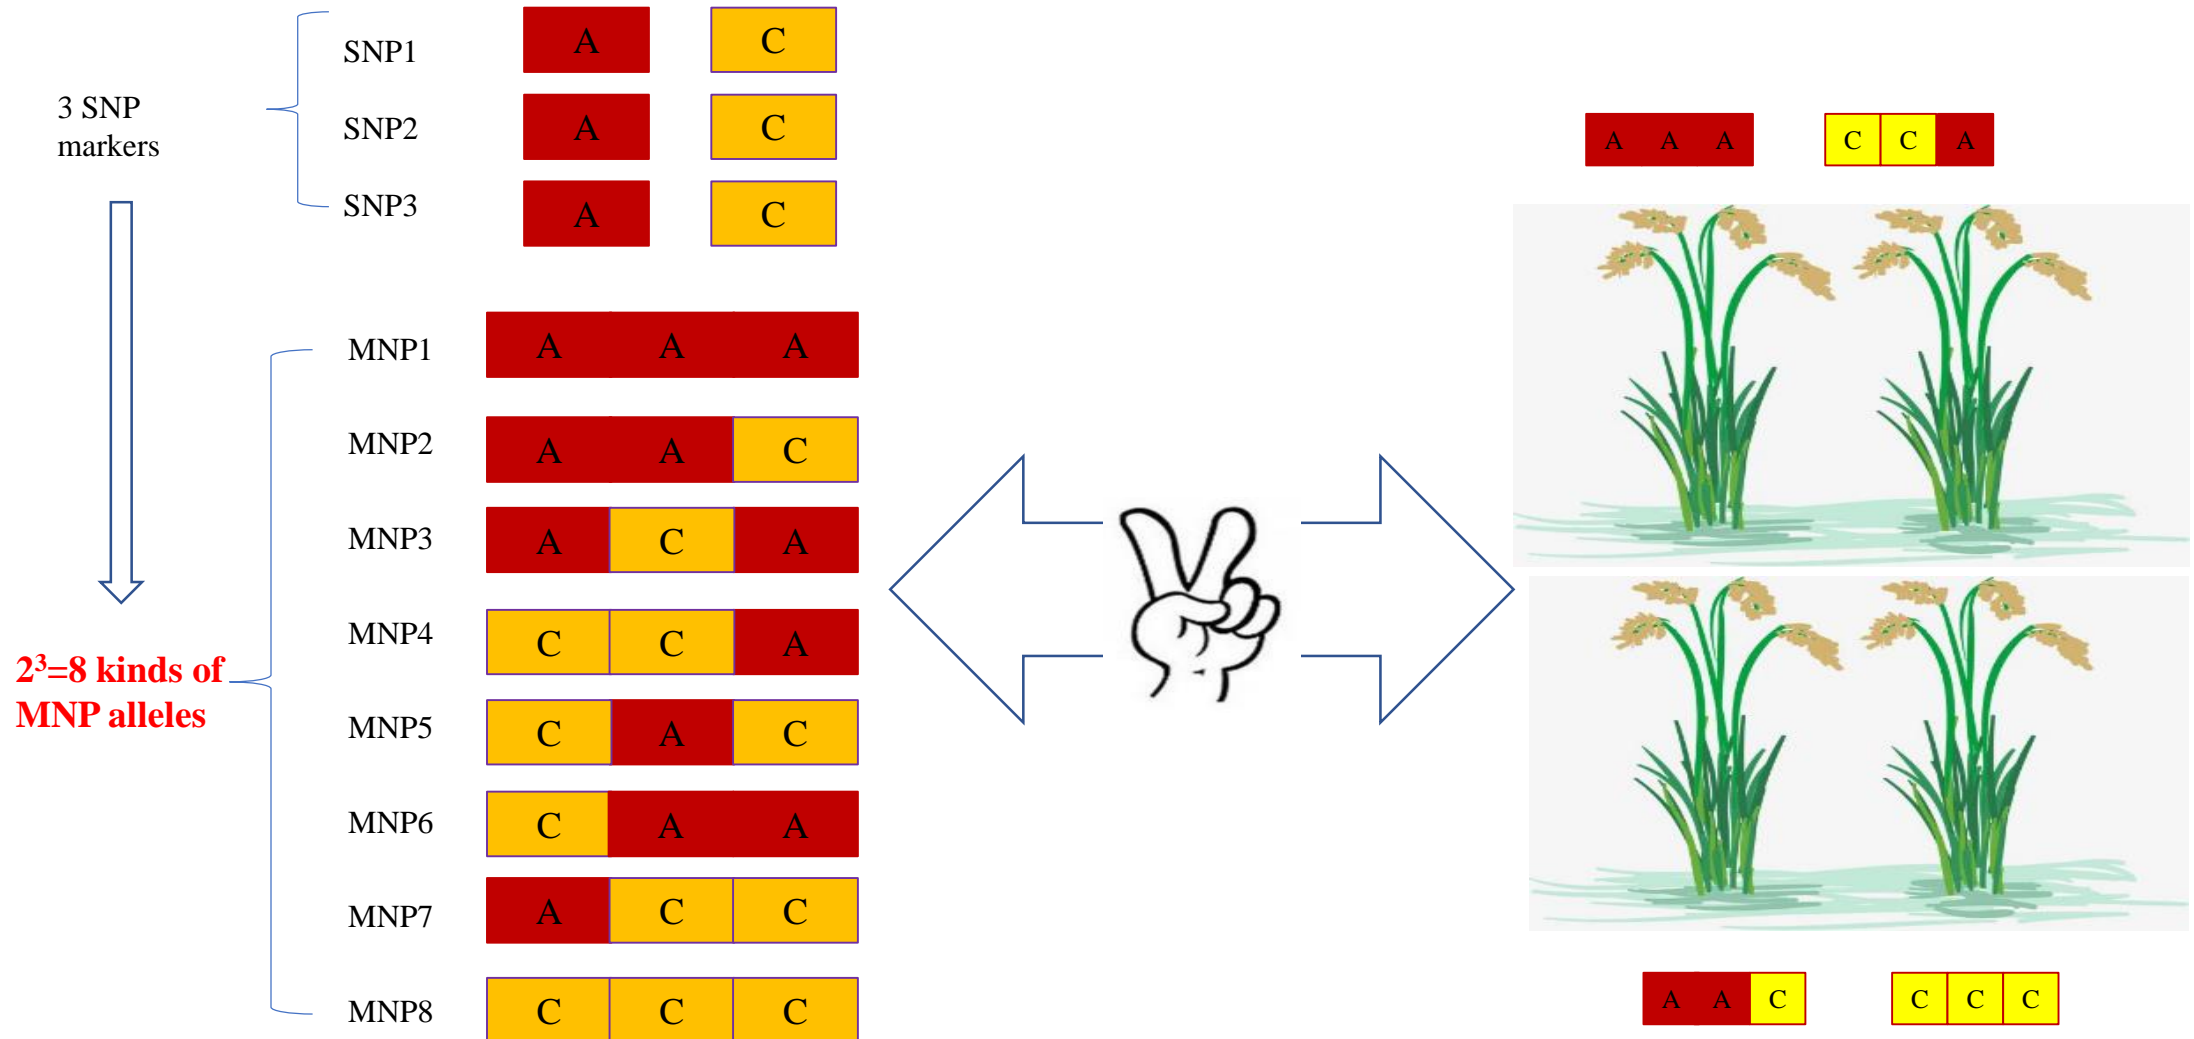 SNP1 A C
3 SNP
markers
SNP2 A C
SNP3 A C
MNP1 A A A
MNP2 A A C
MNP3 A C A
MNP4 C C A
2³=8 kinds of
MNP alleles
MNP5 C A C
MNP6 C A A
MNP7 A C C
MNP8 C C C
A A A C C A
A A C C C C